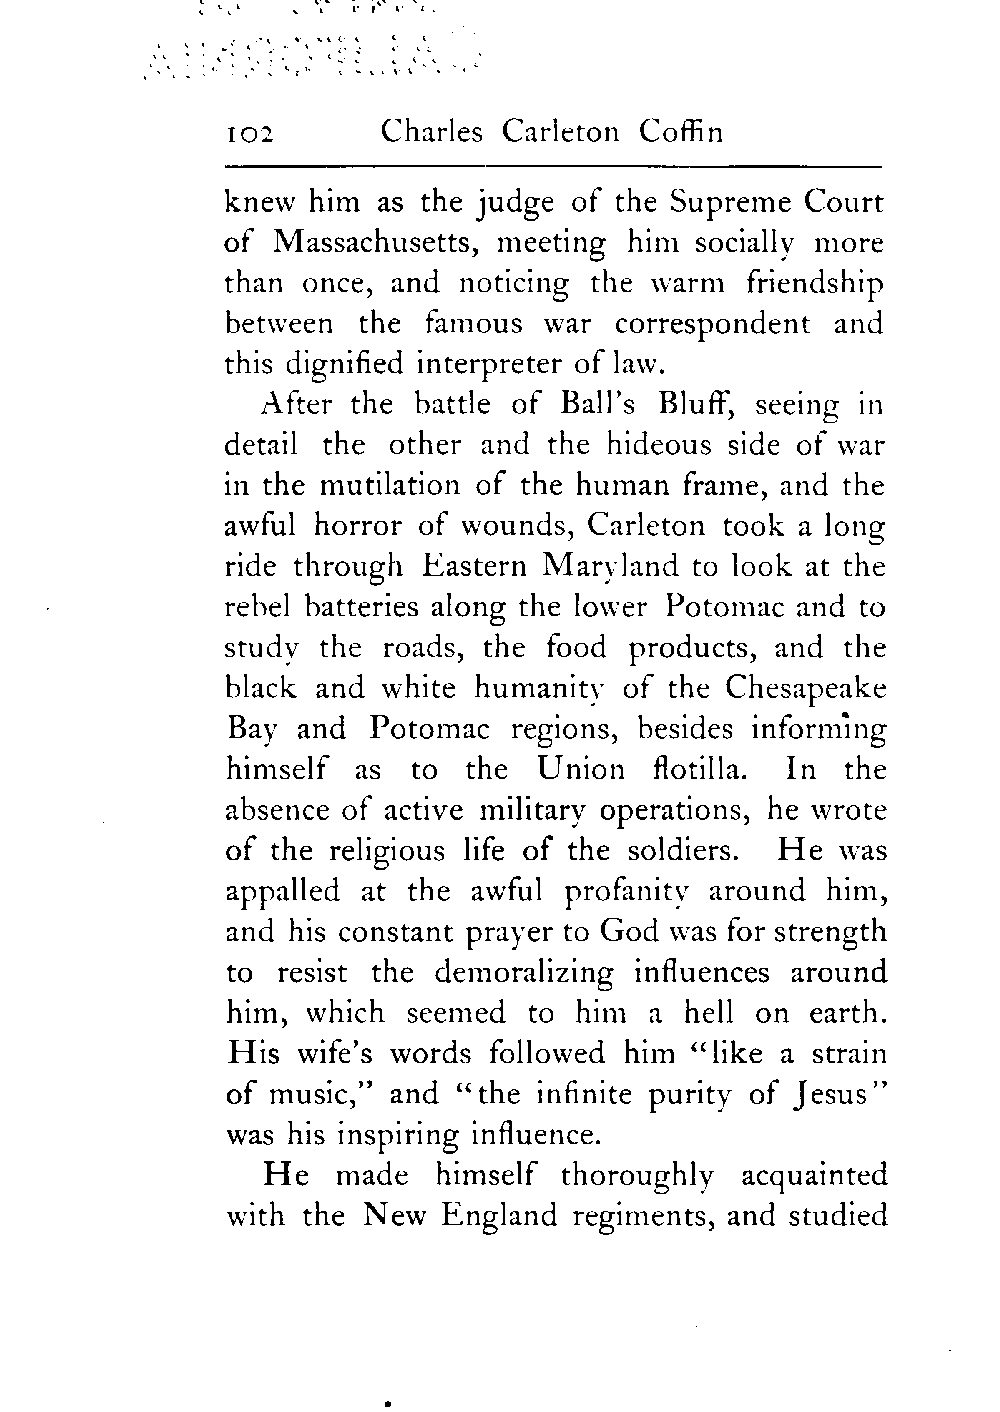 102 Charles Carleton Coffin
knew him as the judge of the Supreme Court
of Massachusetts, meeting him socially more
than once, and noticing the warm friendship
between the famous war correspondent and
this dignified interpreter of law.
After the battle of Ball's Bluff, seeing in
detail the other and the hideous side of war
in the mutilation of the human frame, and the
awful horror of wounds, Carleton took a long
ride through Eastern Maryland to look at the
rebel batteries along the lower Potomac and to
study the roads, the food products, and the
black and white humanity of the Chesapeake
Bay and Potomac regions, besides informing
himself as to the Union flotilla. In the
absence of active military operations, he wrote
of the religious life of the soldiers. He was
appalled at the awful profanity around him,
and his constant prayer to God was for strength
to resist the demoralizing influences around
him, which seemed to him a hell on earth.
His wife's words followed him "like a strain
of music," and "the infinite purity of Jesus"
was his inspiring influence.
He made himself thoroughly acquainted
with the New England regiments, and studied